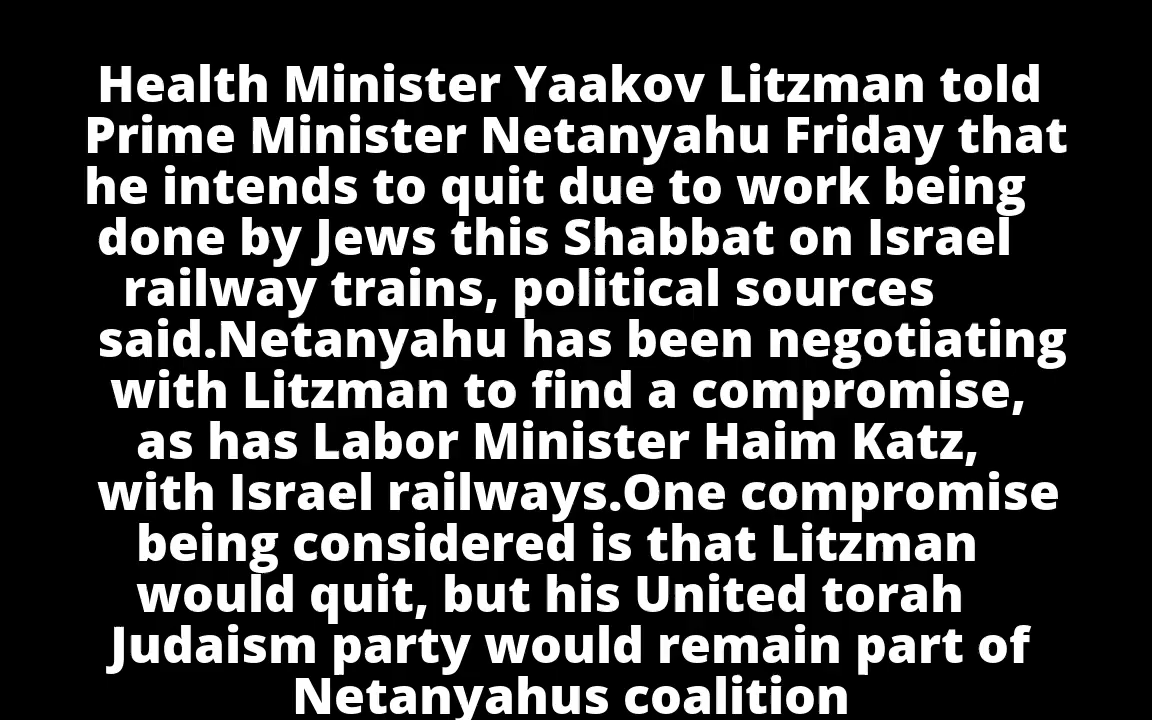 Health Minister Yaakov Litzman told
Prime Minister Netanyahu Friday that
he intends to quit due to work being
done by Jews this Shabbat on Israel
railway trains, political sources
said.Netanyahu has been negotiating
with Litzman to find a compromise,
as has Labor Minister Haim Katz,
with Israel railways.One compromise
being considered is that Litzman
would quit, but his United torah
Judaism party would remain part of
Netanyahus coalition